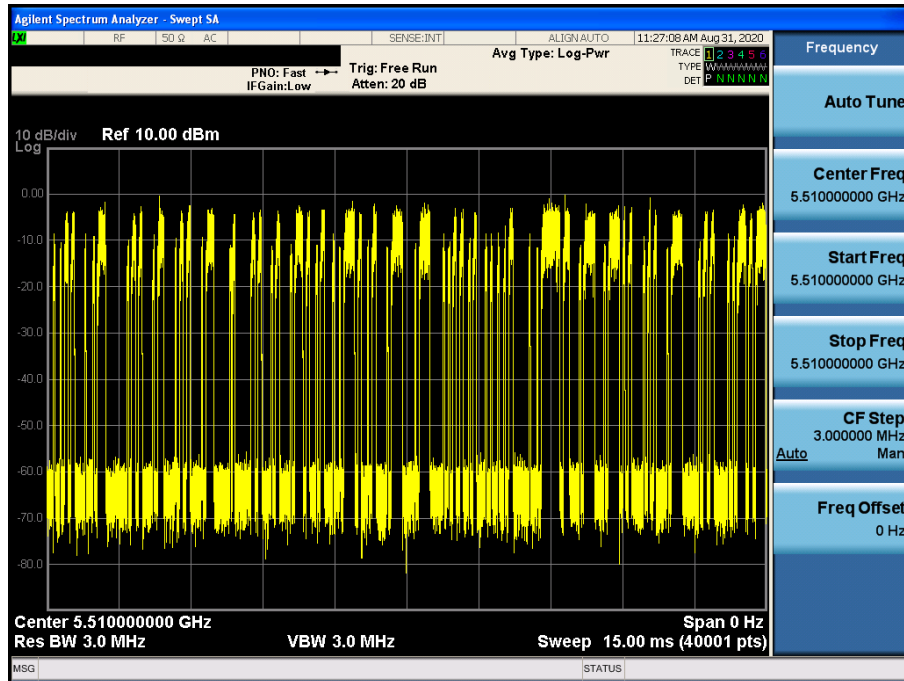 Agilent Spectrum Analyzer - Swept SA
LXI RF 50 Ω AC SENSE:INT ALIGN AUTO 11:27:08 AM Aug 31, 2020
Frequency
Avg Type: Log-Pwr
TRACE 1 2 3 4 5 6
PNO: Fast Trig: Free Run
TYPE WWWWWW
IFGain:Low Atten: 20 dB
DET P N N N N N
Auto Tune
10 dB/div Ref 10.00 dBm
Log
Center Freq
5.510000000 GHz
0.00
-10.0
-20.0
-30.0
-40.0
-50.0
-60.0
-70.0
-80.0
Start Freq
5.510000000 GHz
Stop Freq
5.510000000 GHz
CF Step
3.000000 MHz
Auto Man
Freq Offset
0 Hz
Center 5.510000000 GHz Span 0 Hz
Res BW 3.0 MHz VBW 3.0 MHz Sweep 15.00 ms (40001 pts)
MSG STATUS